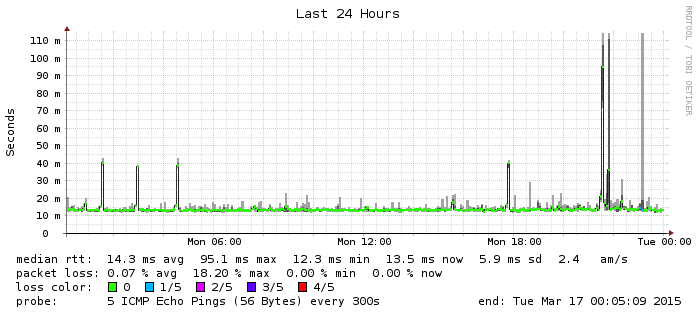 Last 24 Hours
RRDTOOL / TOBI OETIKER
Seconds
110 m
100 m
90 m
80 m
70 m
60 m
50 m
40 m
30 m
20 m
10 m
0
Mon 06:00 Mon 12:00 Mon 18:00 Tue 00:00
median rtt: 14.3 ms avg 95.1 ms max 12.3 ms min 13.5 ms now 5.9 ms sd 2.4 am/s
packet loss: 0.07 % avg 18.20 % max 0.00 % min 0.00 % now
loss color: 0 1/5 2/5 3/5 4/5
probe: 5 ICMP Echo Pings (56 Bytes) every 300s end: Tue Mar 17 00:05:09 2015